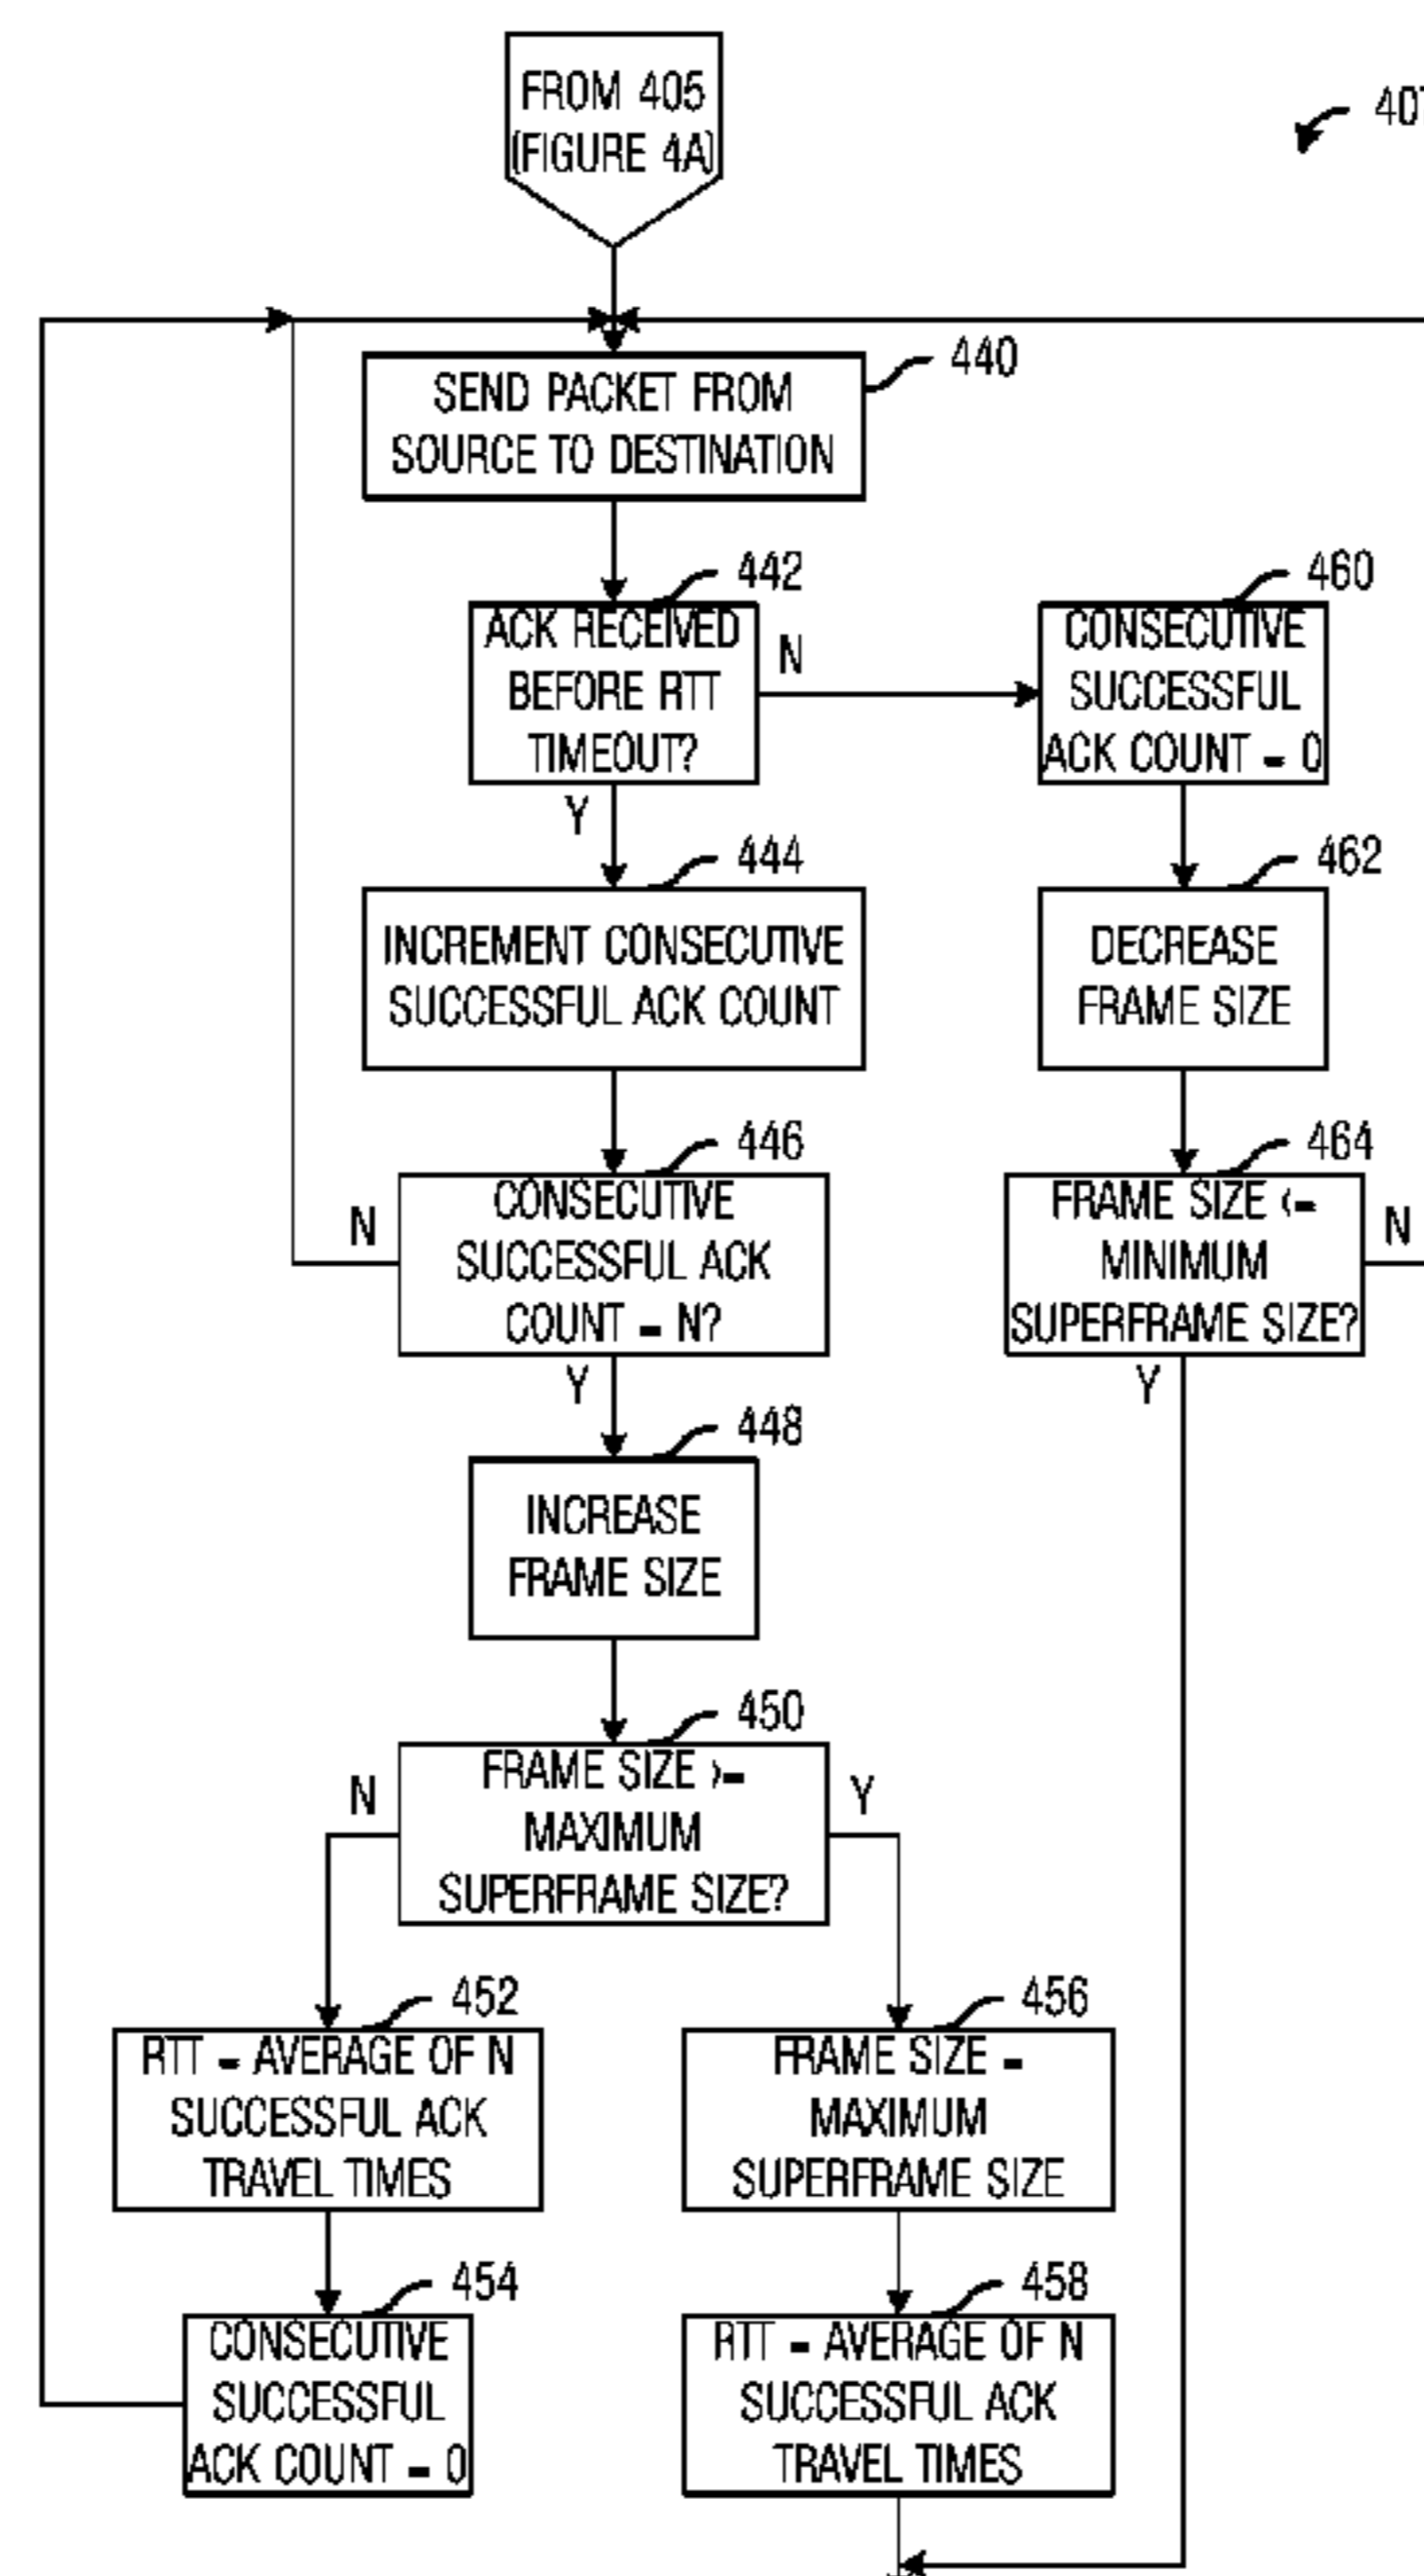 FROM 405
(FIGURE 4A)
440
SEND PACKET FROM
SOURCE TO DESTINATION
442
ACK RECEIVED
BEFORE RTT
TIMEOUT?
N
Y
460
CONSECUTIVE
SUCCESSFUL
ACK COUNT = 0
444
INCREMENT CONSECUTIVE
SUCCESSFUL ACK COUNT
462
DECREASE
FRAME SIZE
446
CONSECUTIVE
SUCCESSFUL ACK
COUNT = N?
N
Y
464
FRAME SIZE <=
MINIMUM
SUPERFRAME SIZE?
N
Y
448
INCREASE
FRAME SIZE
450
FRAME SIZE >=
MAXIMUM
SUPERFRAME SIZE?
N
Y
452
RTT = AVERAGE OF N
SUCCESSFUL ACK
TRAVEL TIMES
456
FRAME SIZE =
MAXIMUM
SUPERFRAME SIZE
454
CONSECUTIVE
SUCCESSFUL
ACK COUNT = 0
458
RTT = AVERAGE OF N
SUCCESSFUL ACK
TRAVEL TIMES